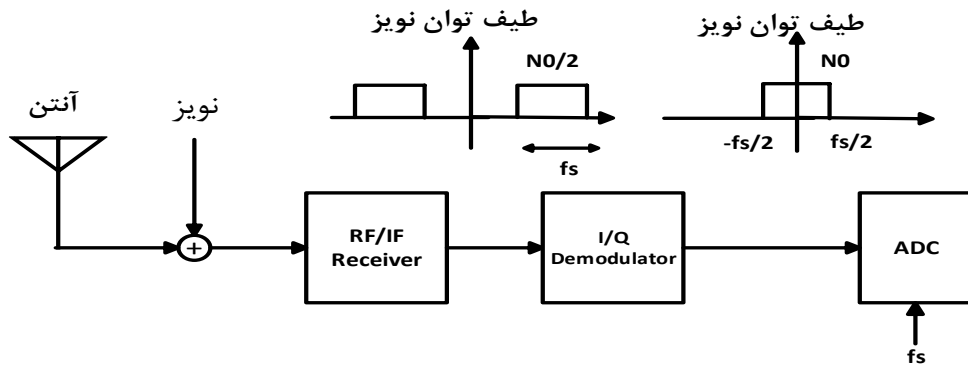 طیف توان نویز
طیف توان نویز
N0/2
N0
آنتن
نویز
-fs/2
fs/2
fs
+
RF/IF
Receiver
I/Q
Demodulator
ADC
fs